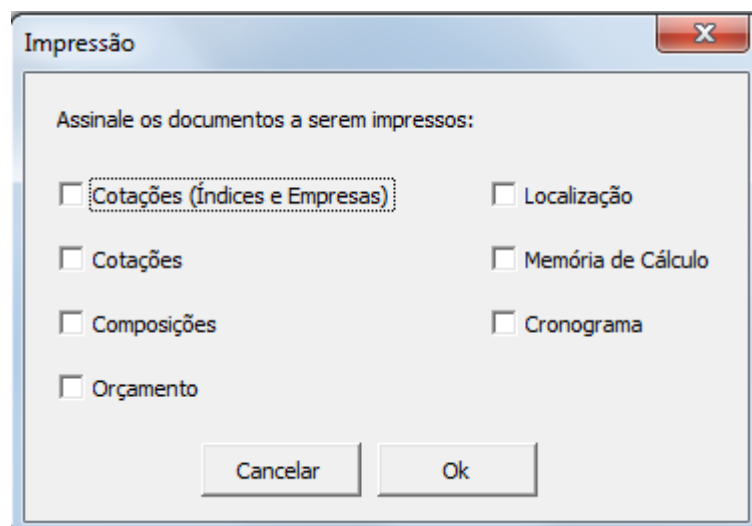 Impressão
Assinale os documentos a serem impressos:
Cotações (Índices e Empresas)
Localização
Cotações
Memória de Cálculo
Composições
Cronograma
Orçamento
Cancelar
Ok